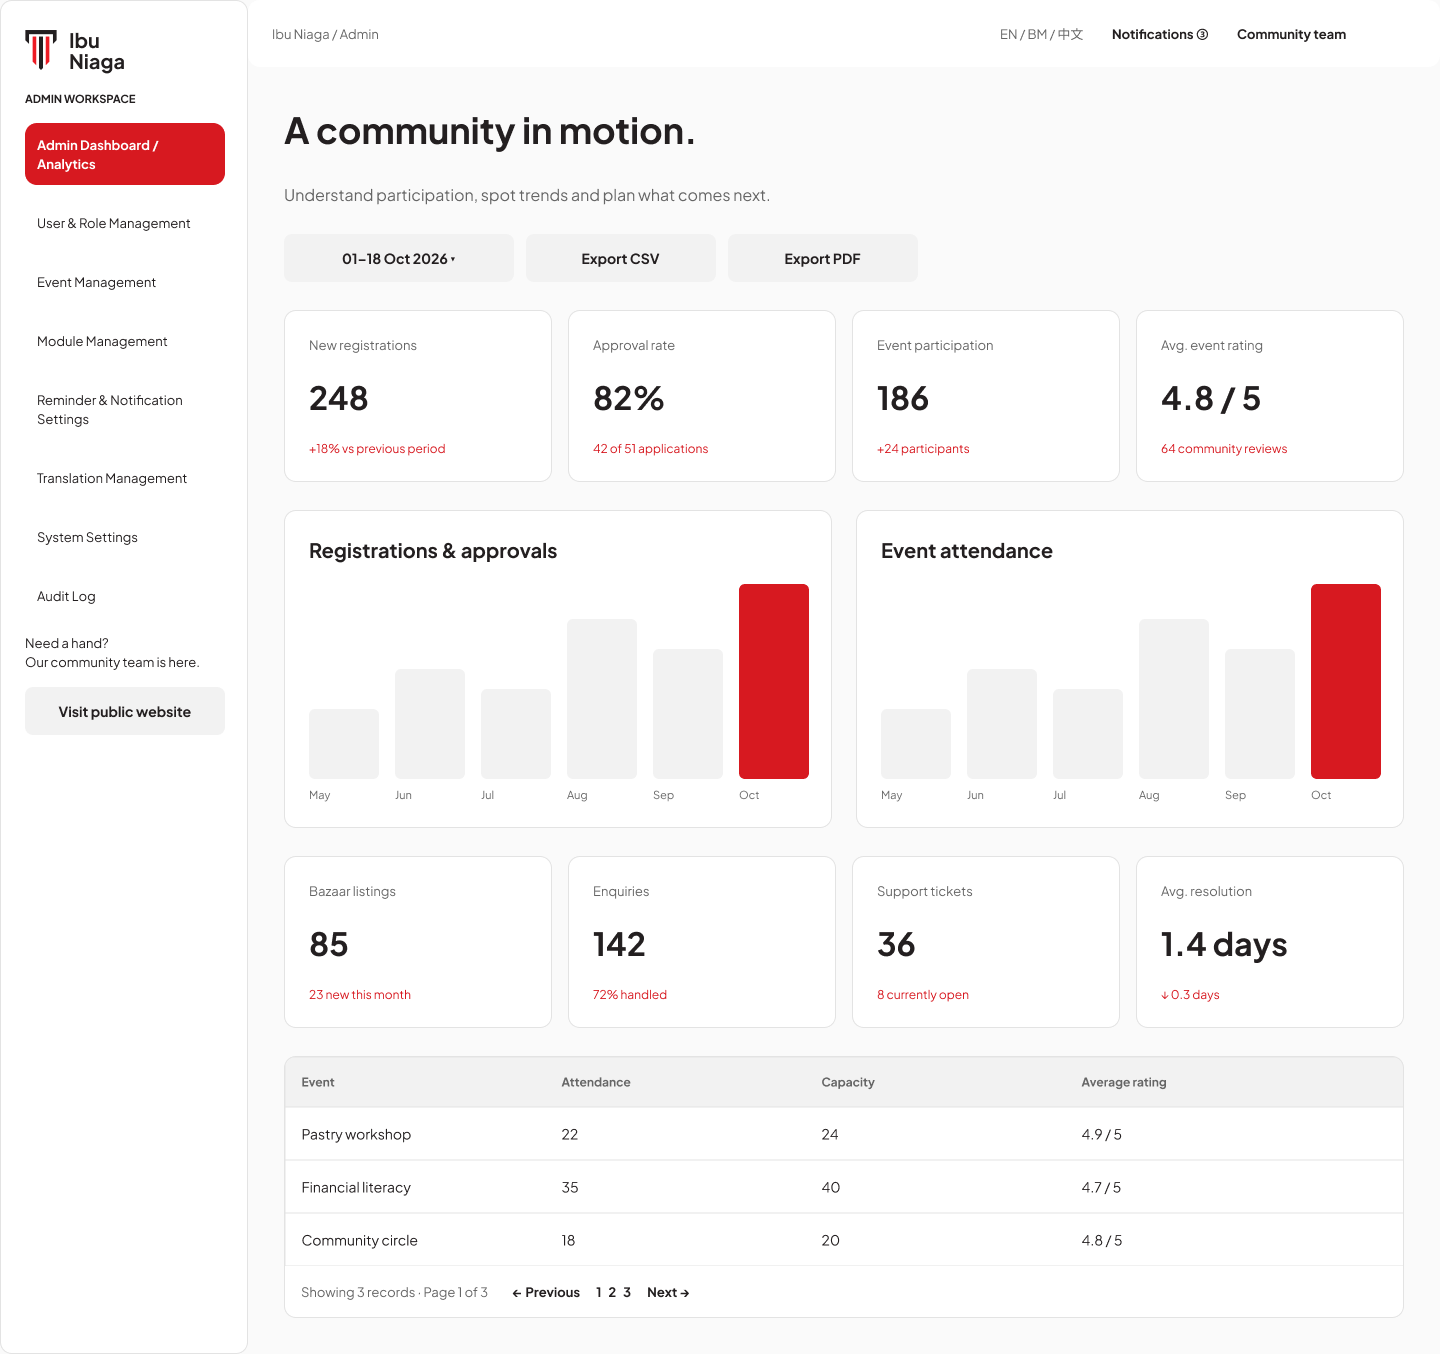 Ibu
Niaga
ADMIN WORKSPACE
Admin Dashboard /
Analytics
User & Role Management
Event Management
Module Management
Reminder & Notification
Settings
Translation Management
System Settings
Audit Log
Need a hand?
Our community team is here.
Visit public website
Ibu Niaga / Admin
EN / BM / 中文
Notifications ③
Community team
A community in motion.
Understand participation, spot trends and plan what comes next.
01–18 Oct 2026 ▾
Export CSV
Export PDF
New registrations
248
+18% vs previous period
Approval rate
82%
42 of 51 applications
Event participation
186
+24 participants
Avg. event rating
4.8 / 5
64 community reviews
Registrations & approvals
May Jun Jul Aug Sep Oct
Event attendance
May Jun Jul Aug Sep Oct
Bazaar listings
85
23 new this month
Enquiries
142
72% handled
Support tickets
36
8 currently open
Avg. resolution
1.4 days
↓ 0.3 days
Event Attendance Capacity Average rating
Pastry workshop 22 24 4.9 / 5
Financial literacy 35 40 4.7 / 5
Community circle 18 20 4.8 / 5
Showing 3 records · Page 1 of 3 ← Previous 1 2 3 Next →